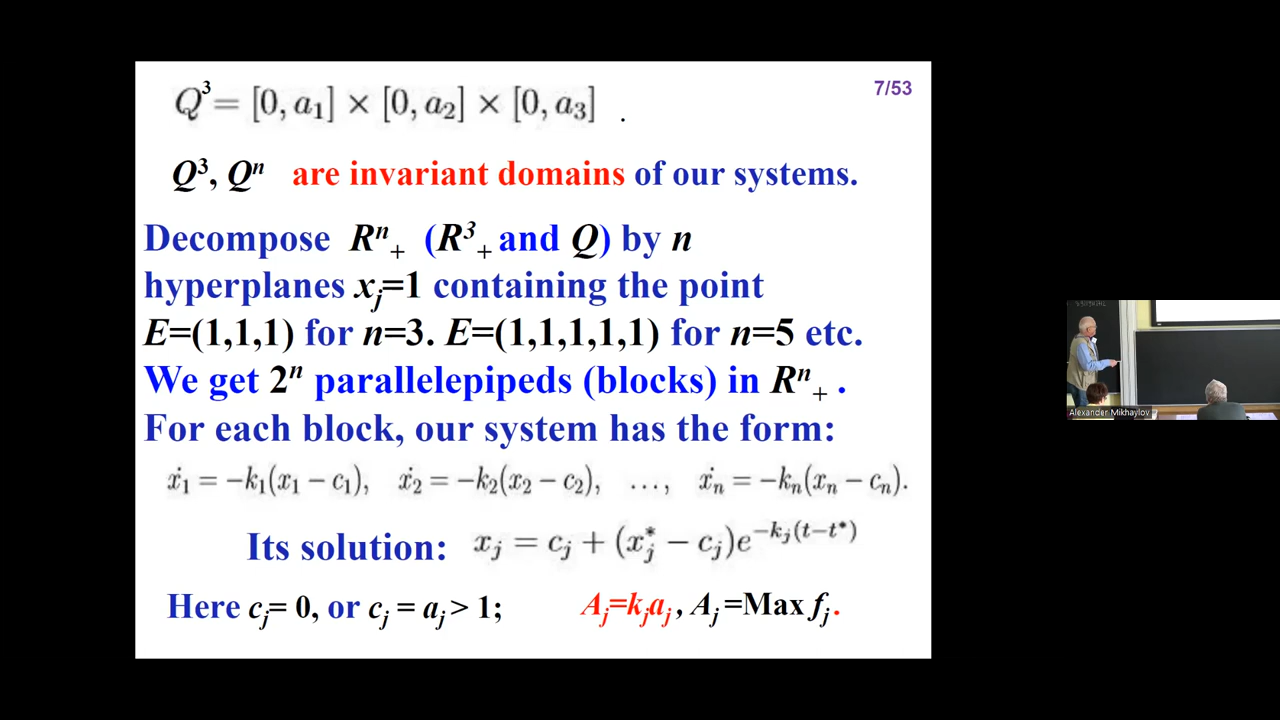 Q³ = [0, a₁] × [0, a₂] × [0, a₃] .
7/53
Q³, Qⁿ are invariant domains of our systems.
Decompose Rⁿ₊ (R³₊ and Q) by n
hyperplanes xⱼ=1 containing the point
E=(1,1,1) for n=3. E=(1,1,1,1,1) for n=5 etc.
We get 2ⁿ parallelepipeds (blocks) in Rⁿ₊ .
For each block, our system has the form:
ẋ₁ = −k₁(x₁ − c₁), ẋ₂ = −k₂(x₂ − c₂), …, ẋₙ = −kₙ(xₙ − cₙ).
Its solution: xⱼ = cⱼ + (xⱼ* − cⱼ)e^{−kⱼ(t−t*)}
Here cⱼ= 0, or cⱼ = aⱼ > 1; Aⱼ=kⱼaⱼ , Aⱼ =Max fⱼ.
Alexander Mikhaylov